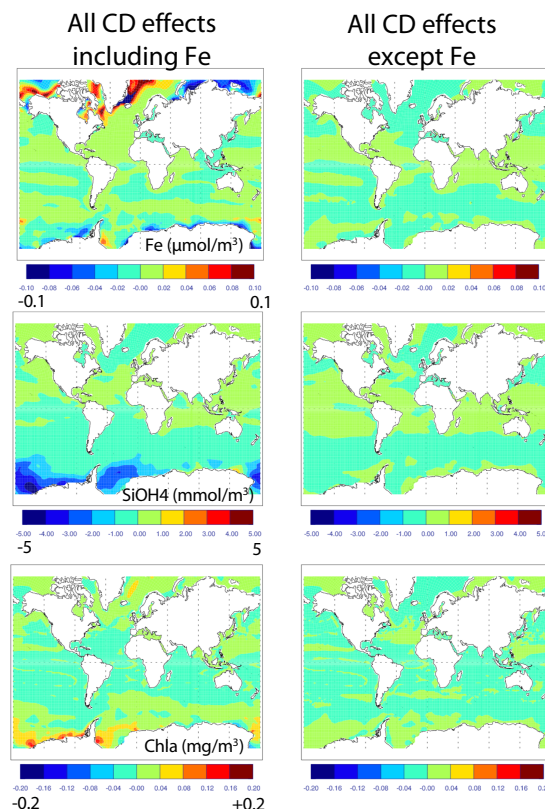 All CD effects
including Fe
All CD effects
except Fe
Fe (µmol/m³)
-0.10 -0.08 -0.06 -0.04 -0.02 -0.00 0.02 0.04 0.06 0.08 0.10
-0.10 -0.08 -0.06 -0.04 -0.02 -0.00 0.02 0.04 0.06 0.08 0.10
-0.1 0.1
SiOH4 (mmol/m³)
-5.00 -4.00 -3.00 -2.00 -1.00 0.00 1.00 2.00 3.00 4.00 5.00
-5.00 -4.00 -3.00 -2.00 -1.00 0.00 1.00 2.00 3.00 4.00 5.0
-5 5
Chla (mg/m³)
-0.20 -0.16 -0.12 -0.08 -0.04 -0.00 0.04 0.08 0.12 0.16 0.20
-0.20 -0.16 -0.12 -0.08 -0.04 -0.00 0.04 0.08 0.12 0.16 0.2
-0.2 +0.2